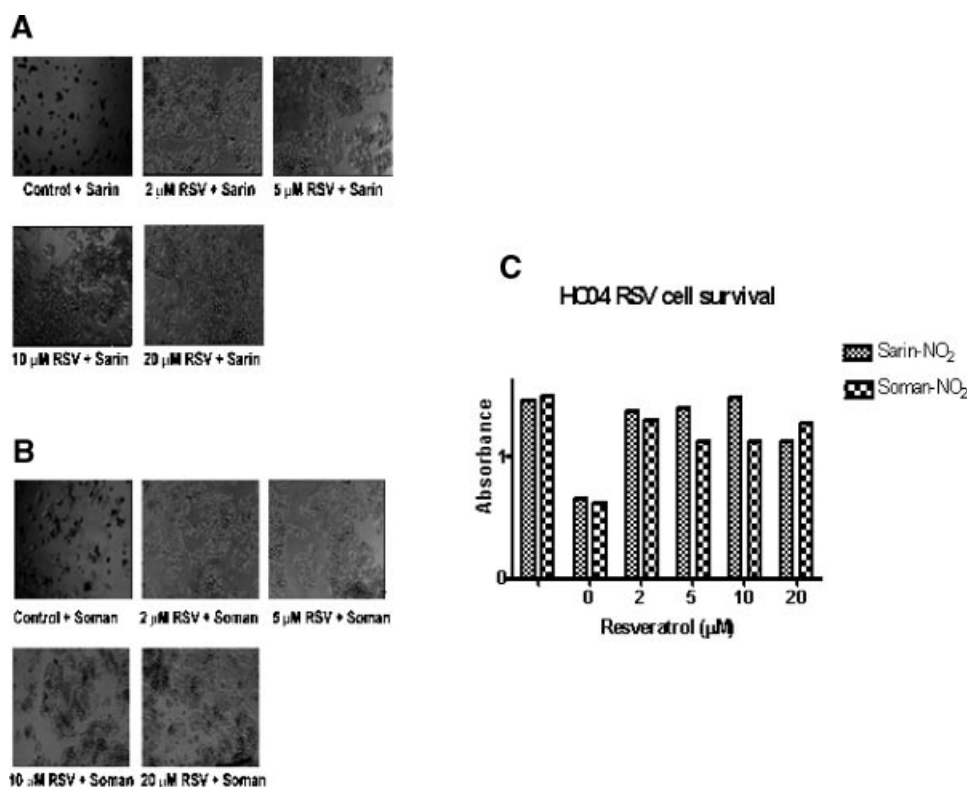 A
Control + Sarin
2 µM RSV + Sarin
5 µM RSV + Sarin
10 µM RSV + Sarin
20 µM RSV + Sarin
B
Control + Soman
2 µM RSV + Soman
5 µM RSV + Soman
10 µM RSV + Soman
20 µM RSV + Soman
C
HC04 RSV cell survival
Sarin-NO₂
Soman-NO₂
Absorbance
1
0
0 2 5 10 20
Resveratrol (µM)